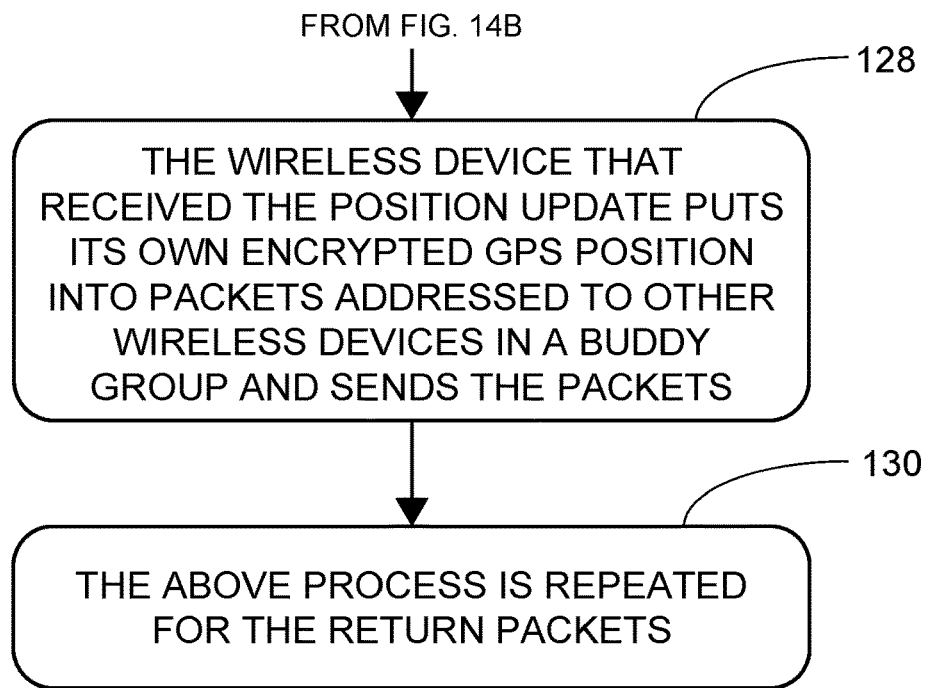 FROM FIG. 14B
128
THE WIRELESS DEVICE THAT
RECEIVED THE POSITION UPDATE PUTS
ITS OWN ENCRYPTED GPS POSITION
INTO PACKETS ADDRESSED TO OTHER
WIRELESS DEVICES IN A BUDDY
GROUP AND SENDS THE PACKETS
130
THE ABOVE PROCESS IS REPEATED
FOR THE RETURN PACKETS